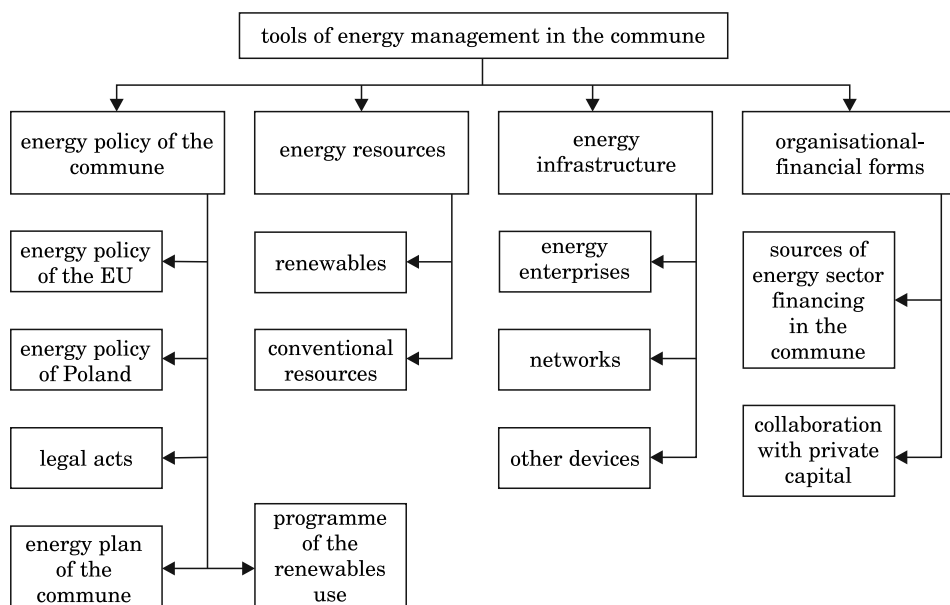 tools of energy management in the commune
energy policy of the
commune
energy resources
energy
infrastructure
organisational-
financial forms
energy policy
of the EU
renewables
energy
enterprises
sources of
energy sector
financing
in the
commune
energy policy
of Poland
conventional
resources
networks
legal acts
other devices
collaboration
with private
capital
energy plan
of the
commune
programme
of the
renewables
use